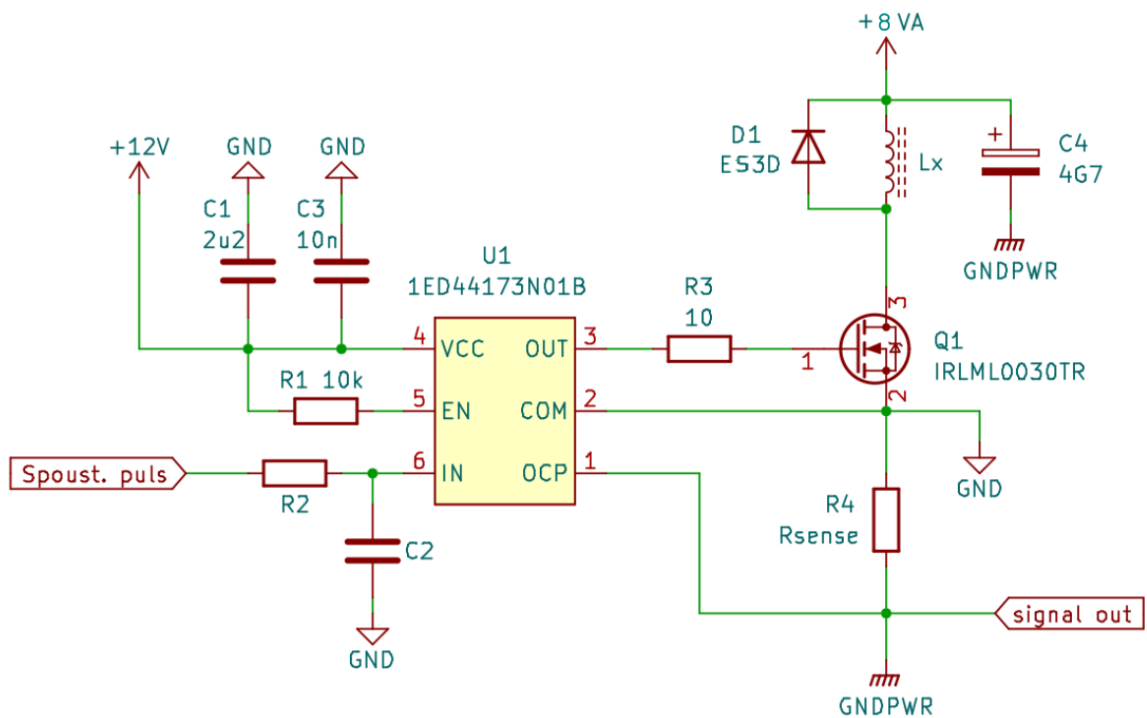 +8 VA
D1
ES3D
Lx
C4
4G7
+
GNDPWR
+12V
GND
GND
C1
2u2
C3
10n
U1
1ED44173N01B
R3
10
3
Q1
IRLML0030TR
1
2
4
VCC
OUT
3
R1 10k
5
EN
COM
2
6
IN
OCP
1
Spoust. puls
R2
C2
GND
GND
R4
Rsense
signal out
GNDPWR